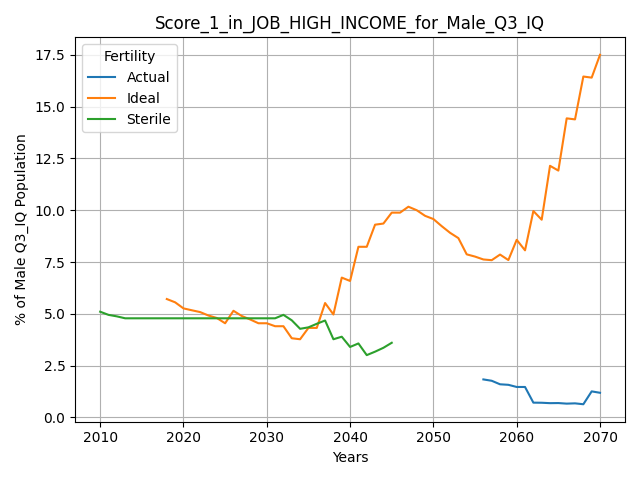 Score_1_in_JOB_HIGH_INCOME_for_Male_Q3_IQ
Fertility
Actual
Ideal
Sterile
% of Male Q3_IQ Population
17.5
15.0
12.5
10.0
7.5
5.0
2.5
0.0
2010 2020 2030 2040 2050 2060 2070
Years